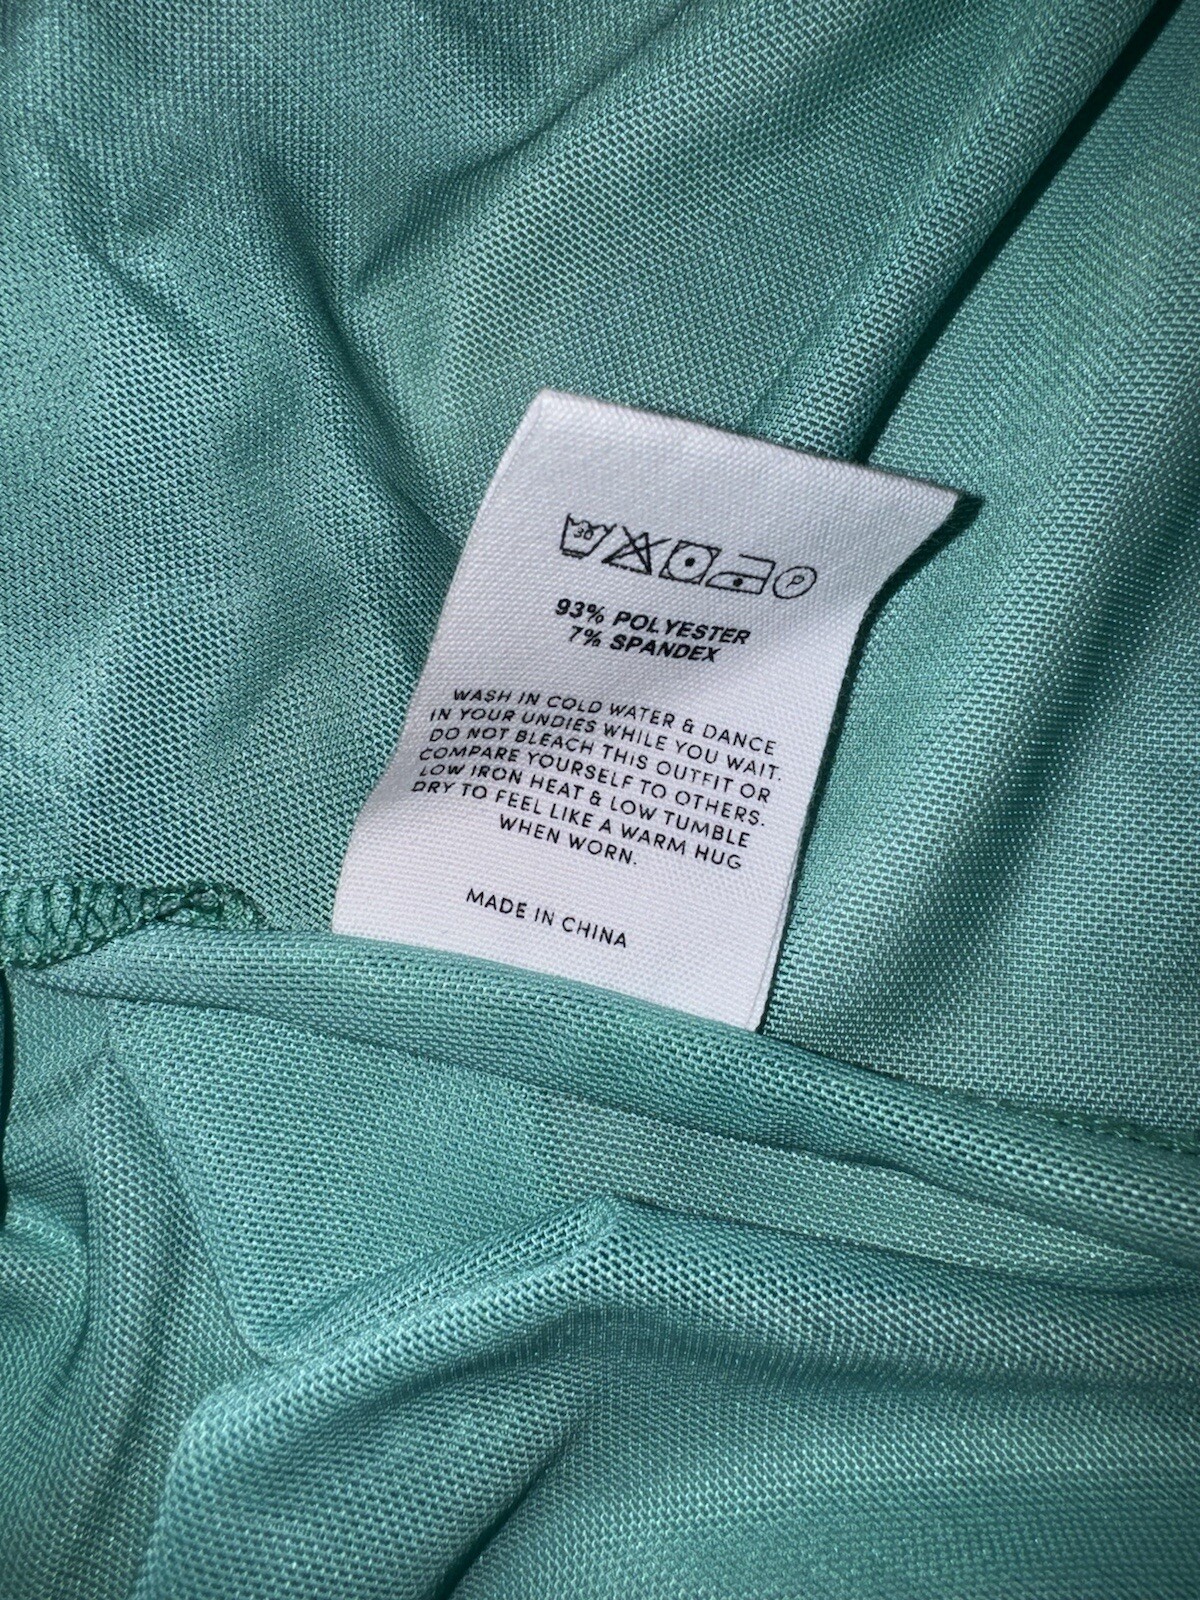 30
P
93% POLYESTER
7% SPANDEX
WASH IN COLD WATER & DANCE
IN YOUR UNDIES WHILE YOU WAIT.
DO NOT BLEACH THIS OUTFIT OR
COMPARE YOURSELF TO OTHERS.
LOW IRON HEAT & LOW TUMBLE
DRY TO FEEL LIKE A WARM HUG
WHEN WORN.
MADE IN CHINA